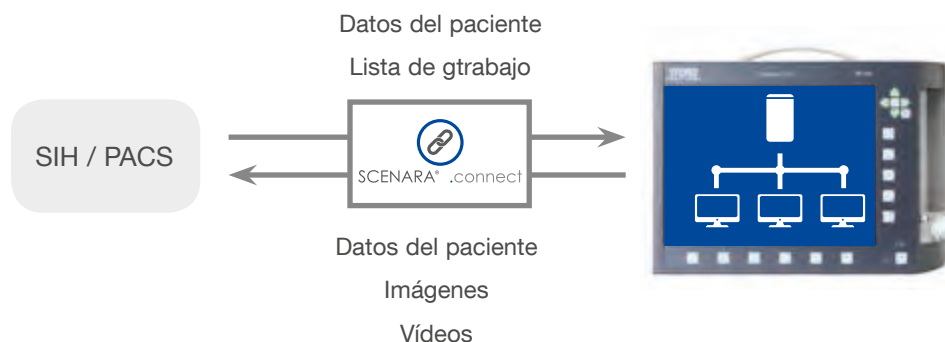 Datos del paciente
Lista de gtrabajo
SIH / PACS
SCENARA® .connect
Datos del paciente
Imágenes
Vídeos